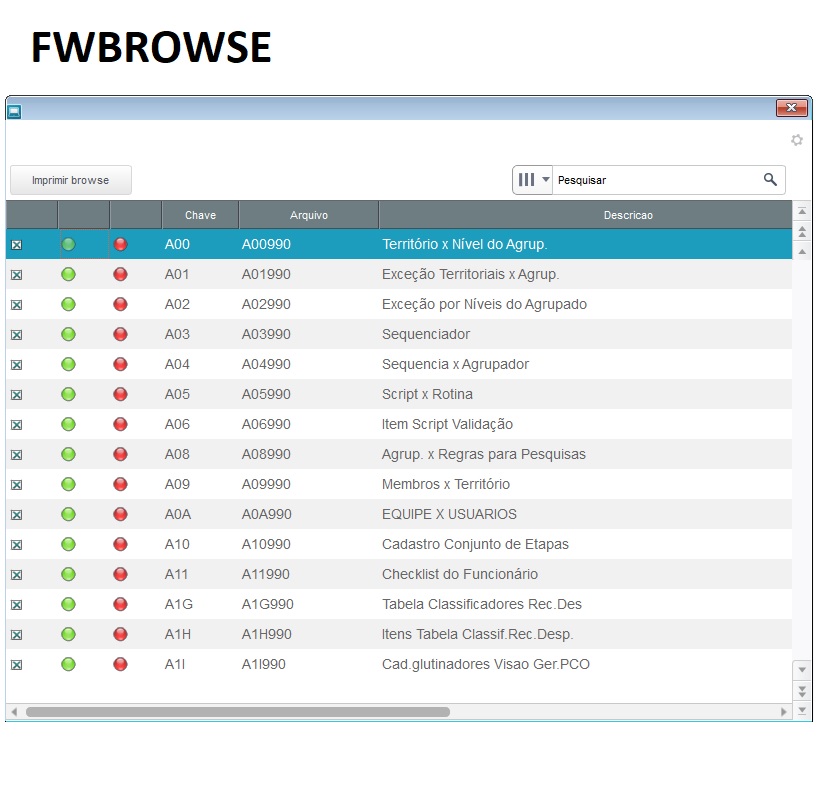 FWBROWSE
Imprimir browse
Pesquisar
Chave Arquivo Descricao
A00 A00990 Território x Nível do Agrup.
A01 A01990 Exceção Territoriais x Agrup.
A02 A02990 Exceção por Níveis do Agrupado
A03 A03990 Sequenciador
A04 A04990 Sequencia x Agrupador
A05 A05990 Script x Rotina
A06 A06990 Item Script Validação
A08 A08990 Agrup. x Regras para Pesquisas
A09 A09990 Membros x Território
A0A A0A990 EQUIPE X USUARIOS
A10 A10990 Cadastro Conjunto de Etapas
A11 A11990 Checklist do Funcionário
A1G A1G990 Tabela Classificadores Rec.Des
A1H A1H990 Itens Tabela Classif.Rec.Desp.
A1I A1I990 Cad.glutinadores Visao Ger.PCO